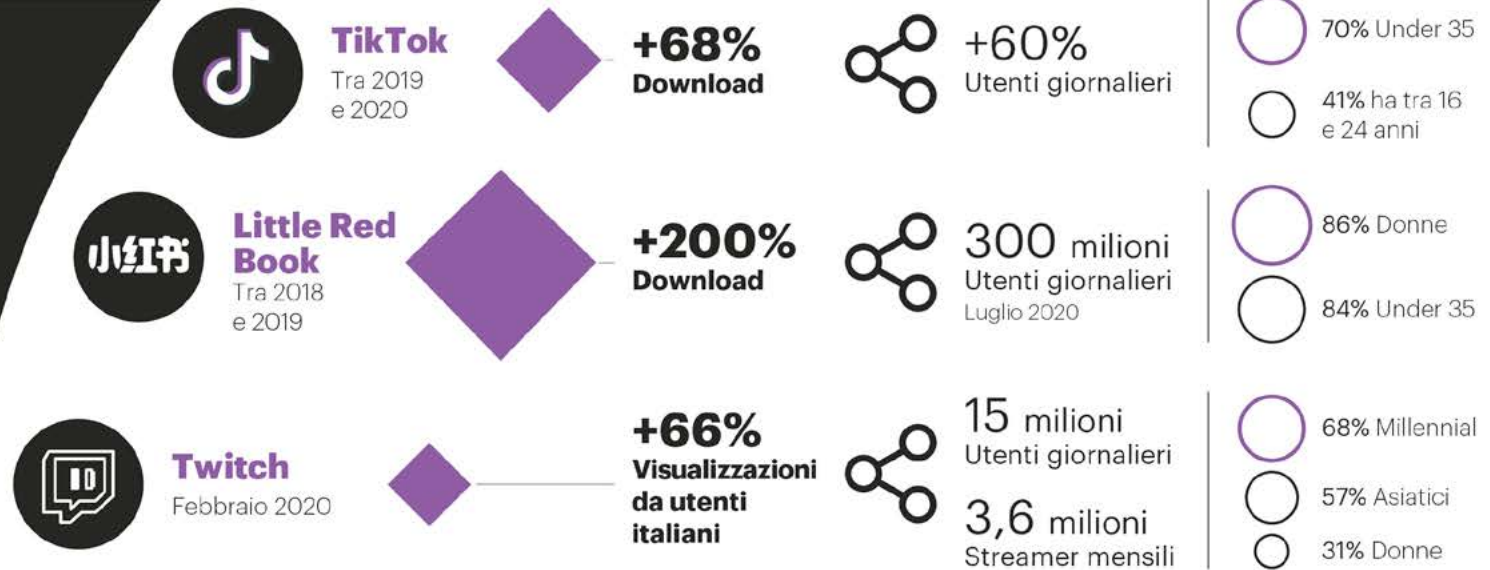 TikTok
Tra 2019
e 2020
+68%
Download
+60%
Utenti giornalieri
70% Under 35
41% ha tra 16
e 24 anni
小红书
Little Red
Book
Tra 2018
e 2019
+200%
Download
300 milioni
Utenti giornalieri
Luglio 2020
86% Donne
84% Under 35
Twitch
Febbraio 2020
+66%
Visualizzazioni
da utenti
italiani
15 milioni
Utenti giornalieri
3,6 milioni
Streamer mensili
68% Millennial
57% Asiatici
31% Donne